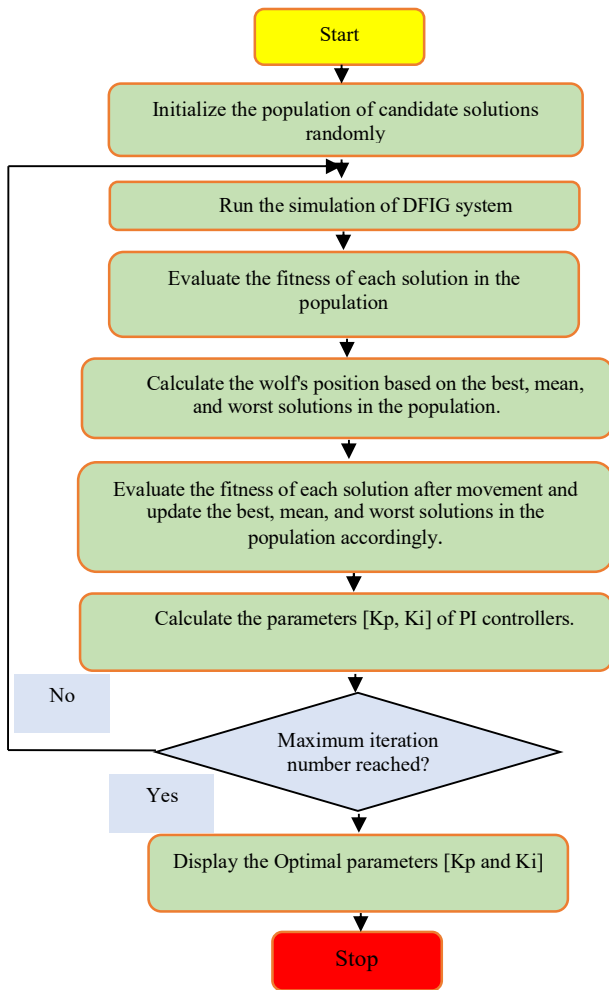 Start
Initialize the population of candidate solutions
randomly
Run the simulation of DFIG system
Evaluate the fitness of each solution in the
population
Calculate the wolf's position based on the best, mean,
and worst solutions in the population.
Evaluate the fitness of each solution after movement and
update the best, mean, and worst solutions in the
population accordingly.
Calculate the parameters [Kp, Ki] of PI controllers.
No
Maximum iteration
number reached?
Yes
Display the Optimal parameters [Kp and Ki]
Stop